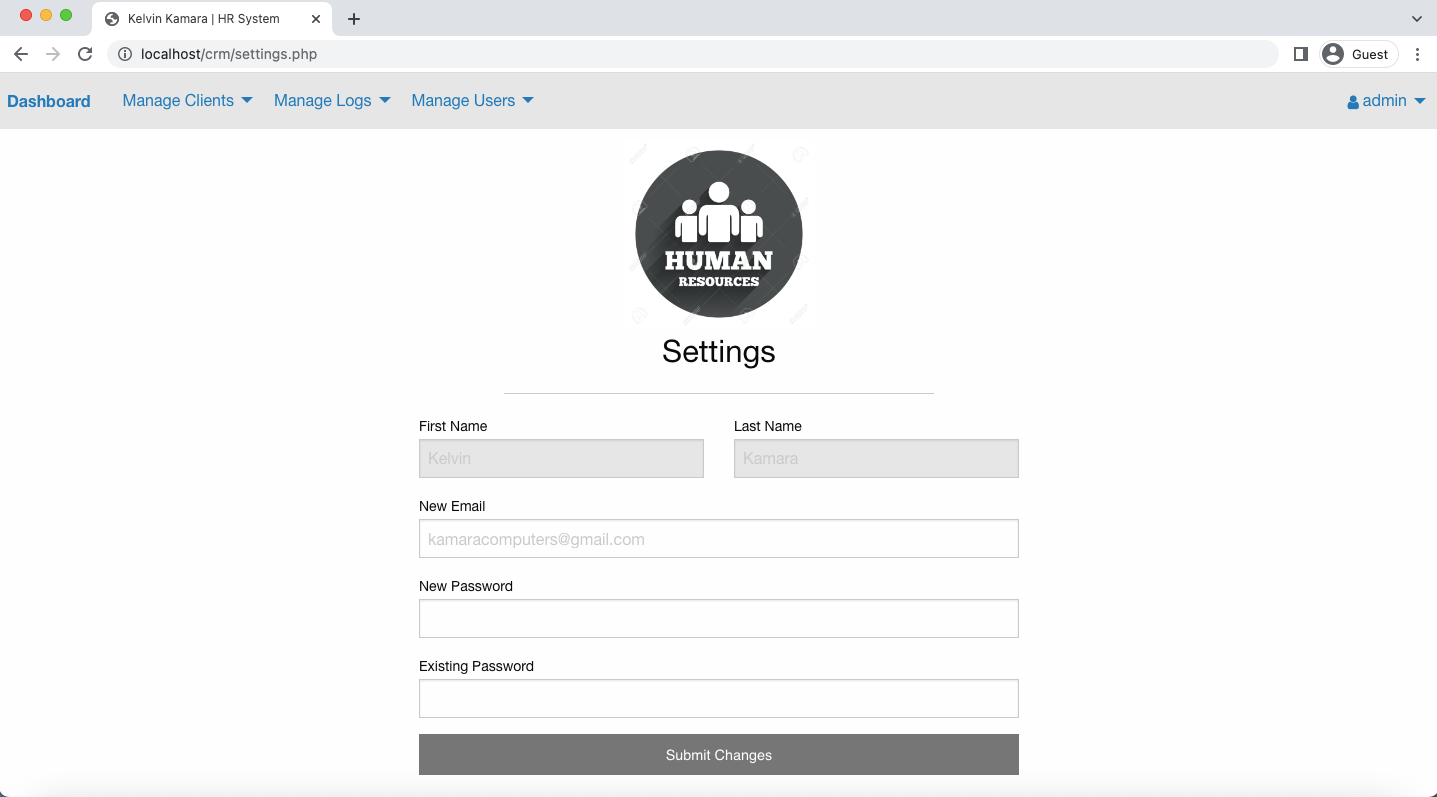 Kelvin Kamara | HR System
localhost/crm/settings.php
Guest
Dashboard Manage Clients Manage Logs Manage Users admin
HUMAN
RESOURCES
Settings
First Name Last Name
Kelvin Kamara
New Email
kamaracomputers@gmail.com
New Password
Existing Password
Submit Changes